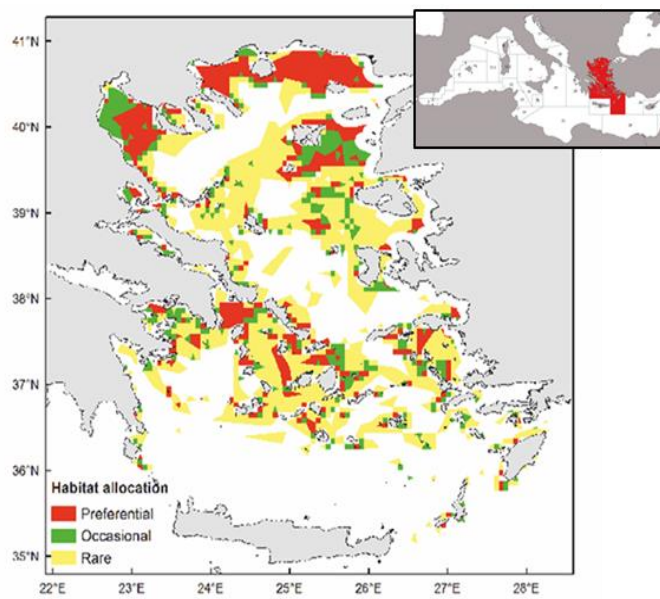 41°N
40°N
39°N
38°N
37°N
36°N
35°N
Habitat allocation
Preferential
Occasional
Rare
22°E 23°E 24°E 25°E 26°E 27°E 28°E